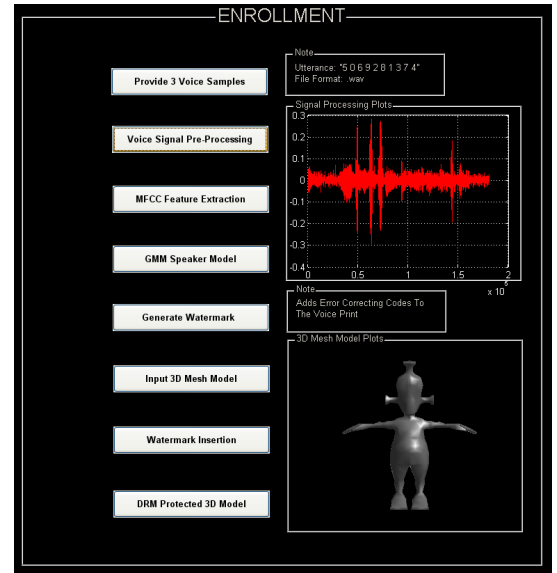 ENROLLMENT
Provide 3 Voice Samples
Note
Utterance: "5 0 6 9 2 8 1 3 7 4"
File Format: .wav
Voice Signal Pre-Processing
Signal Processing Plots
0.3
0.2
0.1
0
-0.1
-0.2
-0.3
-0.4
0 0.5 1 1.5 2
x 10^5
MFCC Feature Extraction
GMM Speaker Model
Generate Watermark
Note
Adds Error Correcting Codes To
The Voice Print
Input 3D Mesh Model
3D Mesh Model Plots
Watermark Insertion
DRM Protected 3D Model